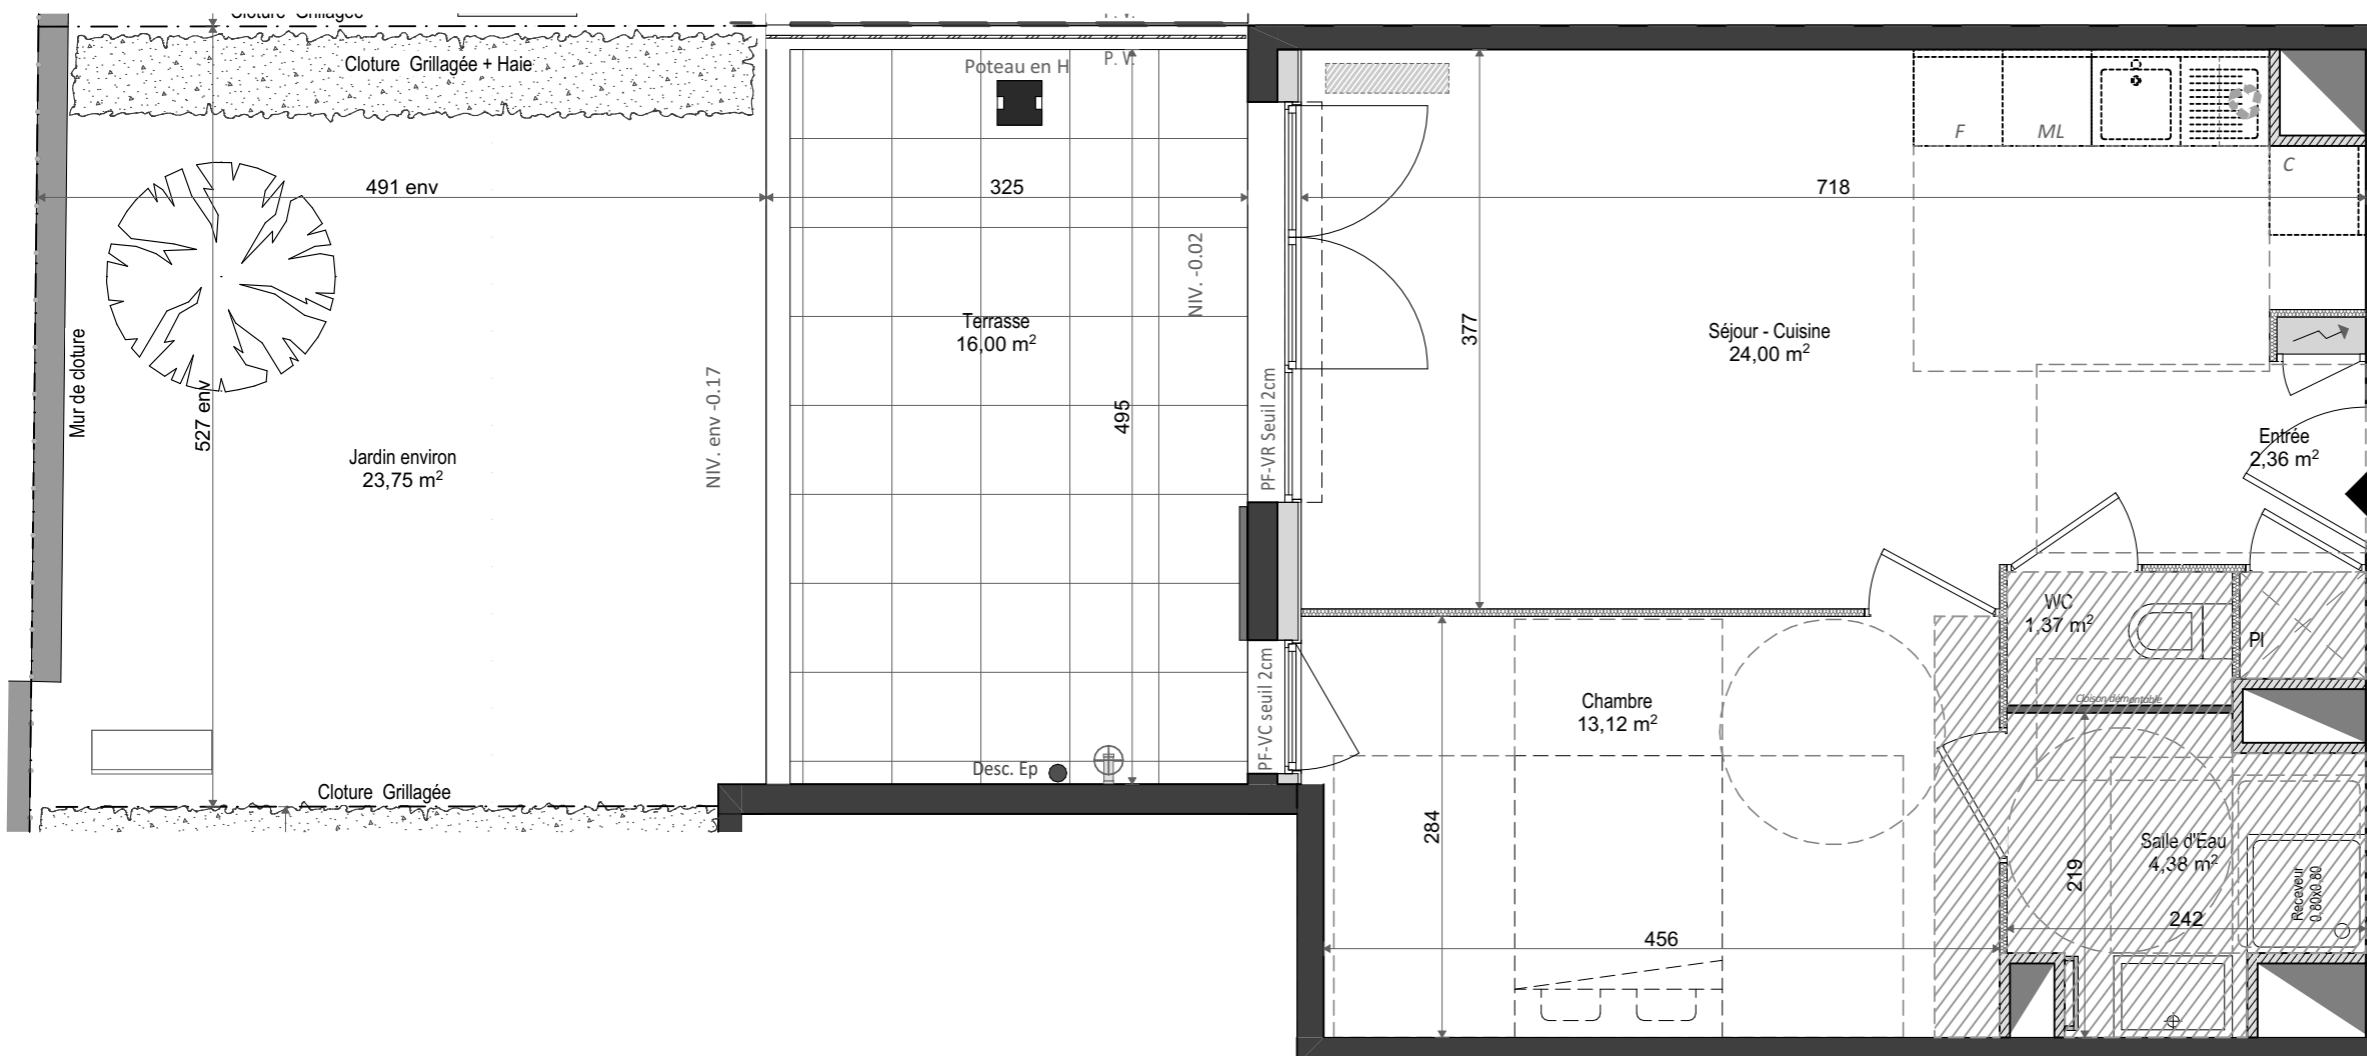 Cloture Grillagée
P. V.
Cloture Grillagée + Haie
Poteau en H
P. V.
F
ML
C
491 env
325
718
NIV. -0.02
Mur de cloture
527 env
Terrasse
16,00 m²
377
Séjour - Cuisine
24,00 m²
NIV. env -0.17
495
PF-VR Seuil 2cm
Entrée
2,36 m²
Jardin environ
23,75 m²
WC
1,37 m²
Pl
Cloison démontable
Chambre
13,12 m²
PF-VC seuil 2cm
Desc. Ep
Cloture Grillagée
284
219
Salle d'Eau
4,38 m²
Receveur
0.80x0.80
242
456